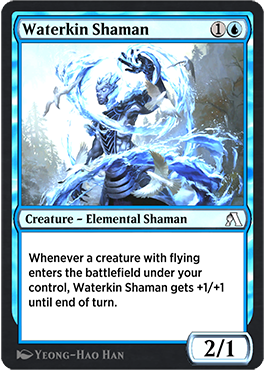 Waterkin Shaman 1
Creature – Elemental Shaman
Whenever a creature with flying
enters the battlefield under your
control, Waterkin Shaman gets +1/+1
until end of turn.
Yeong-Hao Han
2/1